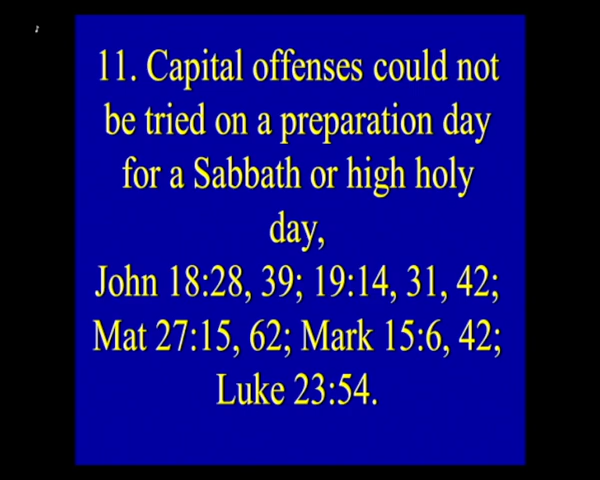 11. Capital offenses could not
be tried on a preparation day
for a Sabbath or high holy
day,
John 18:28, 39; 19:14, 31, 42;
Mat 27:15, 62; Mark 15:6, 42;
Luke 23:54.